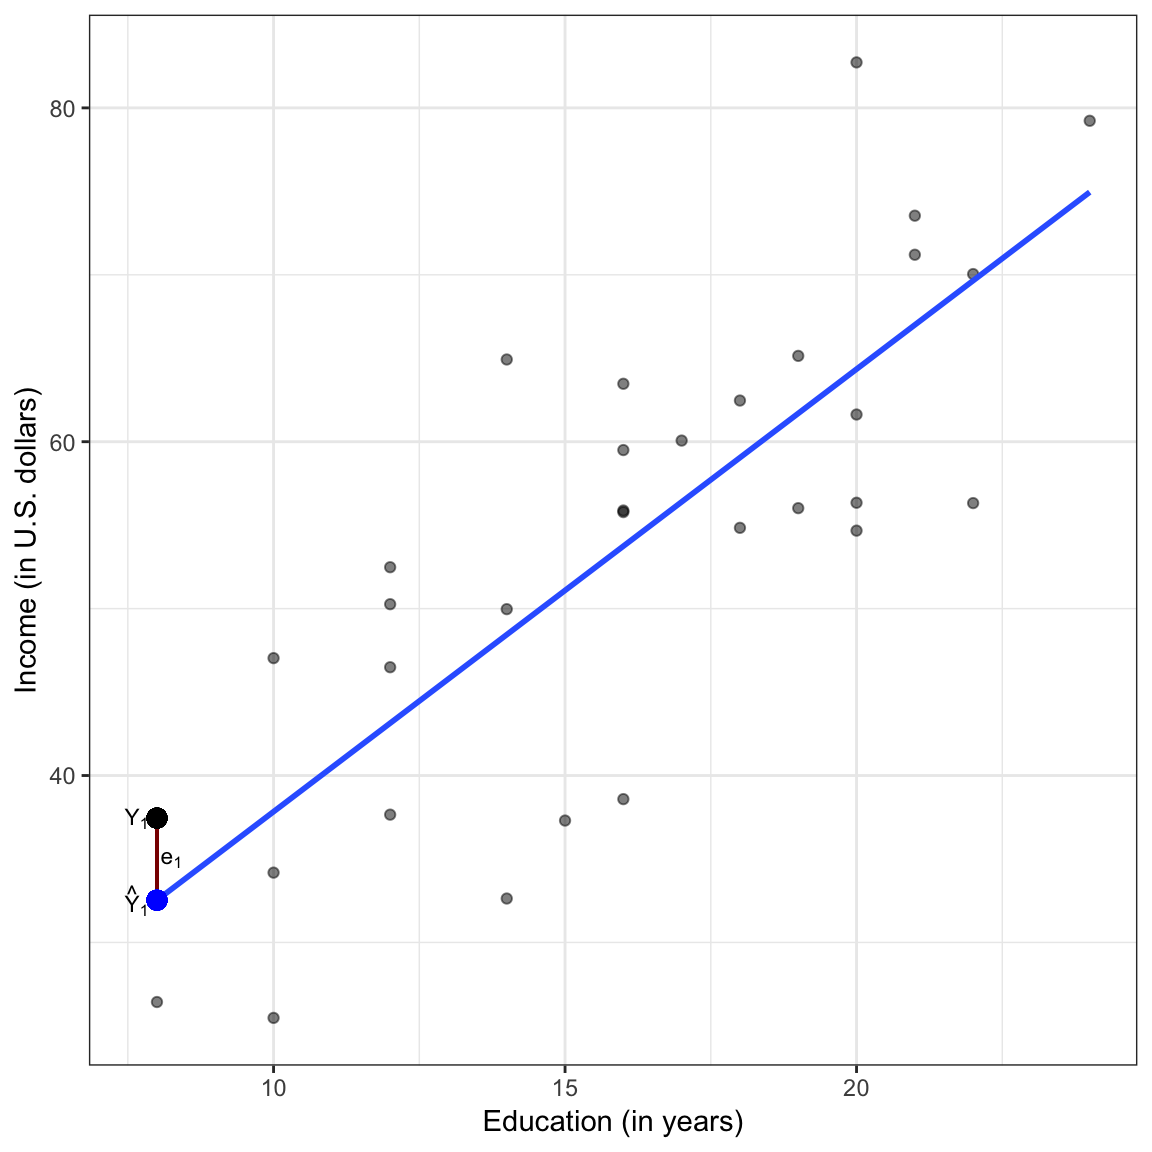 80
60
40
Income (in U.S. dollars)
Y₁
e₁
Ŷ₁
10 15 20
Education (in years)